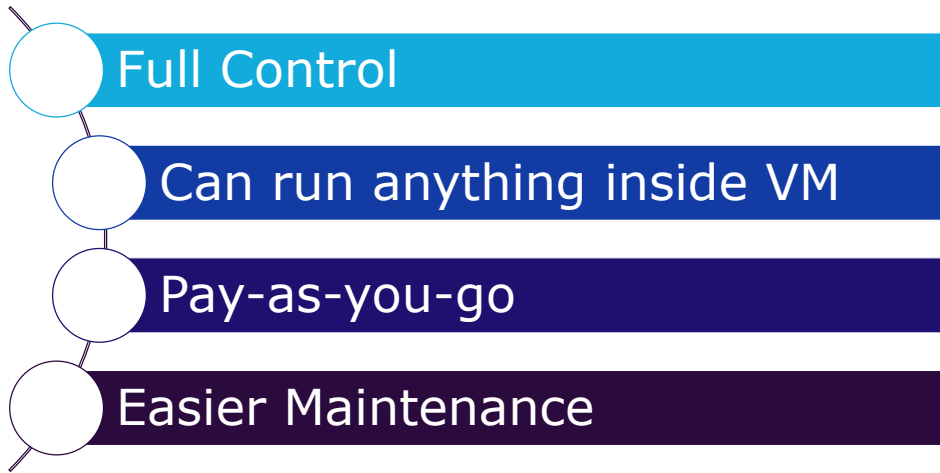 Full Control
Can run anything inside VM
Pay-as-you-go
Easier Maintenance